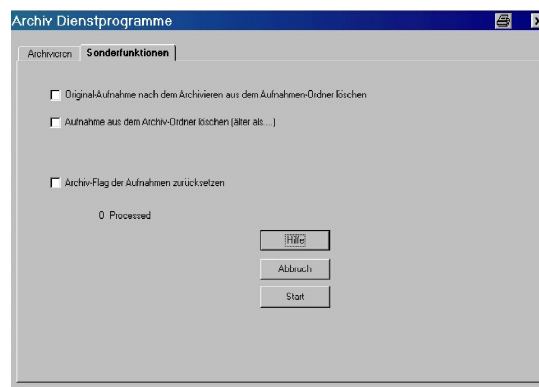 Archiv Dienstprogramme
Archivieren Sonderfunktionen
Original-Aufnahme nach dem Archivieren aus dem Aufnahmen-Ordner löschen
Aufnahme aus dem Archiv-Ordner löschen (älter als....)
Archiv-Flag der Aufnahmen zurücksetzen
0 Processed
Hilfe
Abbruch
Start